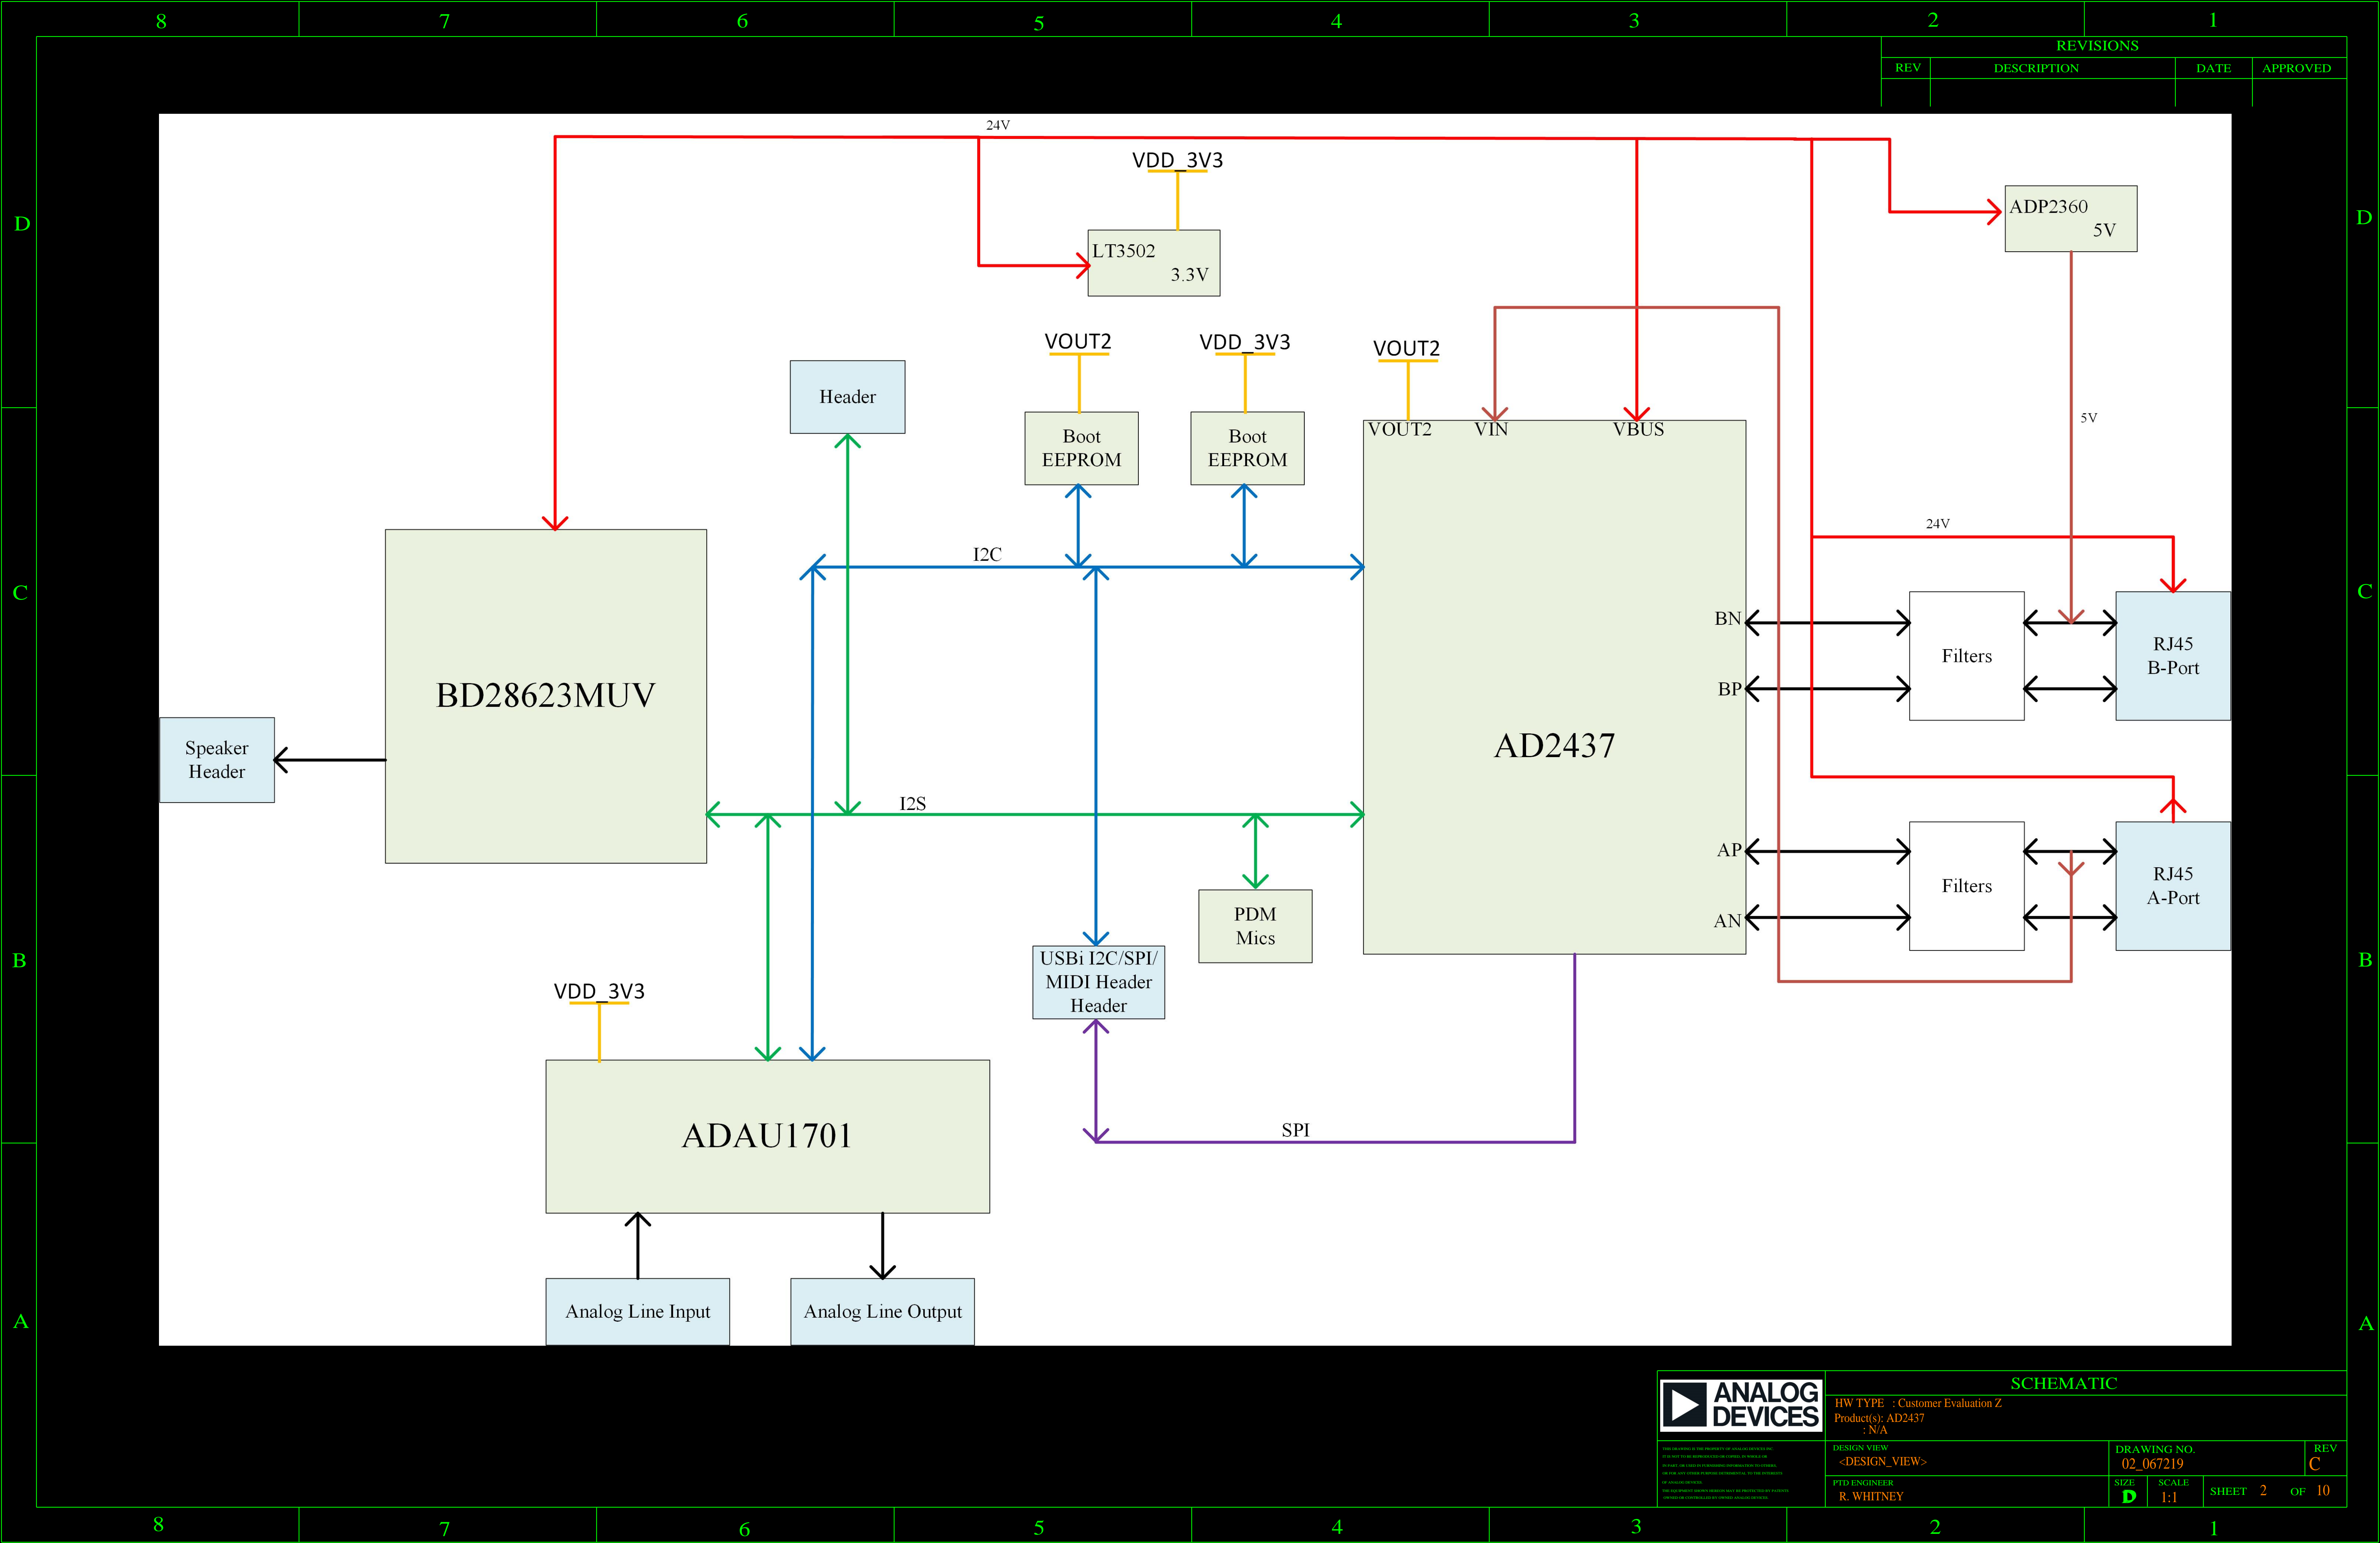 8 7 6 5 4 3 2 1
REVISIONS
REV DESCRIPTION DATE APPROVED
24V
VDD_3V3
D D
ADP2360
5V
LT3502
3.3V
VOUT2 VDD_3V3 VOUT2
Header
Boot
EEPROM
Boot
EEPROM
VOUT2 VIN VBUS
5V
24V
I2C
C C
BN
BP
Filters
RJ45
B-Port
BD28623MUV
AD2437
Speaker
Header
I2S
AP
AN
Filters
RJ45
A-Port
PDM
Mics
B B
USBi I2C/SPI/
MIDI Header
Header
VDD_3V3
ADAU1701
SPI
Analog Line Input
Analog Line Output
A A
ANALOG
DEVICES
SCHEMATIC
HW TYPE : Customer Evaluation Z
Product(s): AD2437
: N/A
DESIGN VIEW
<DESIGN_VIEW>
DRAWING NO.
02_067219
REV
C
PTD ENGINEER
R. WHITNEY
SIZE
D
SCALE
1:1
SHEET 2 OF 10
8 7 6 5 4 3 2 1